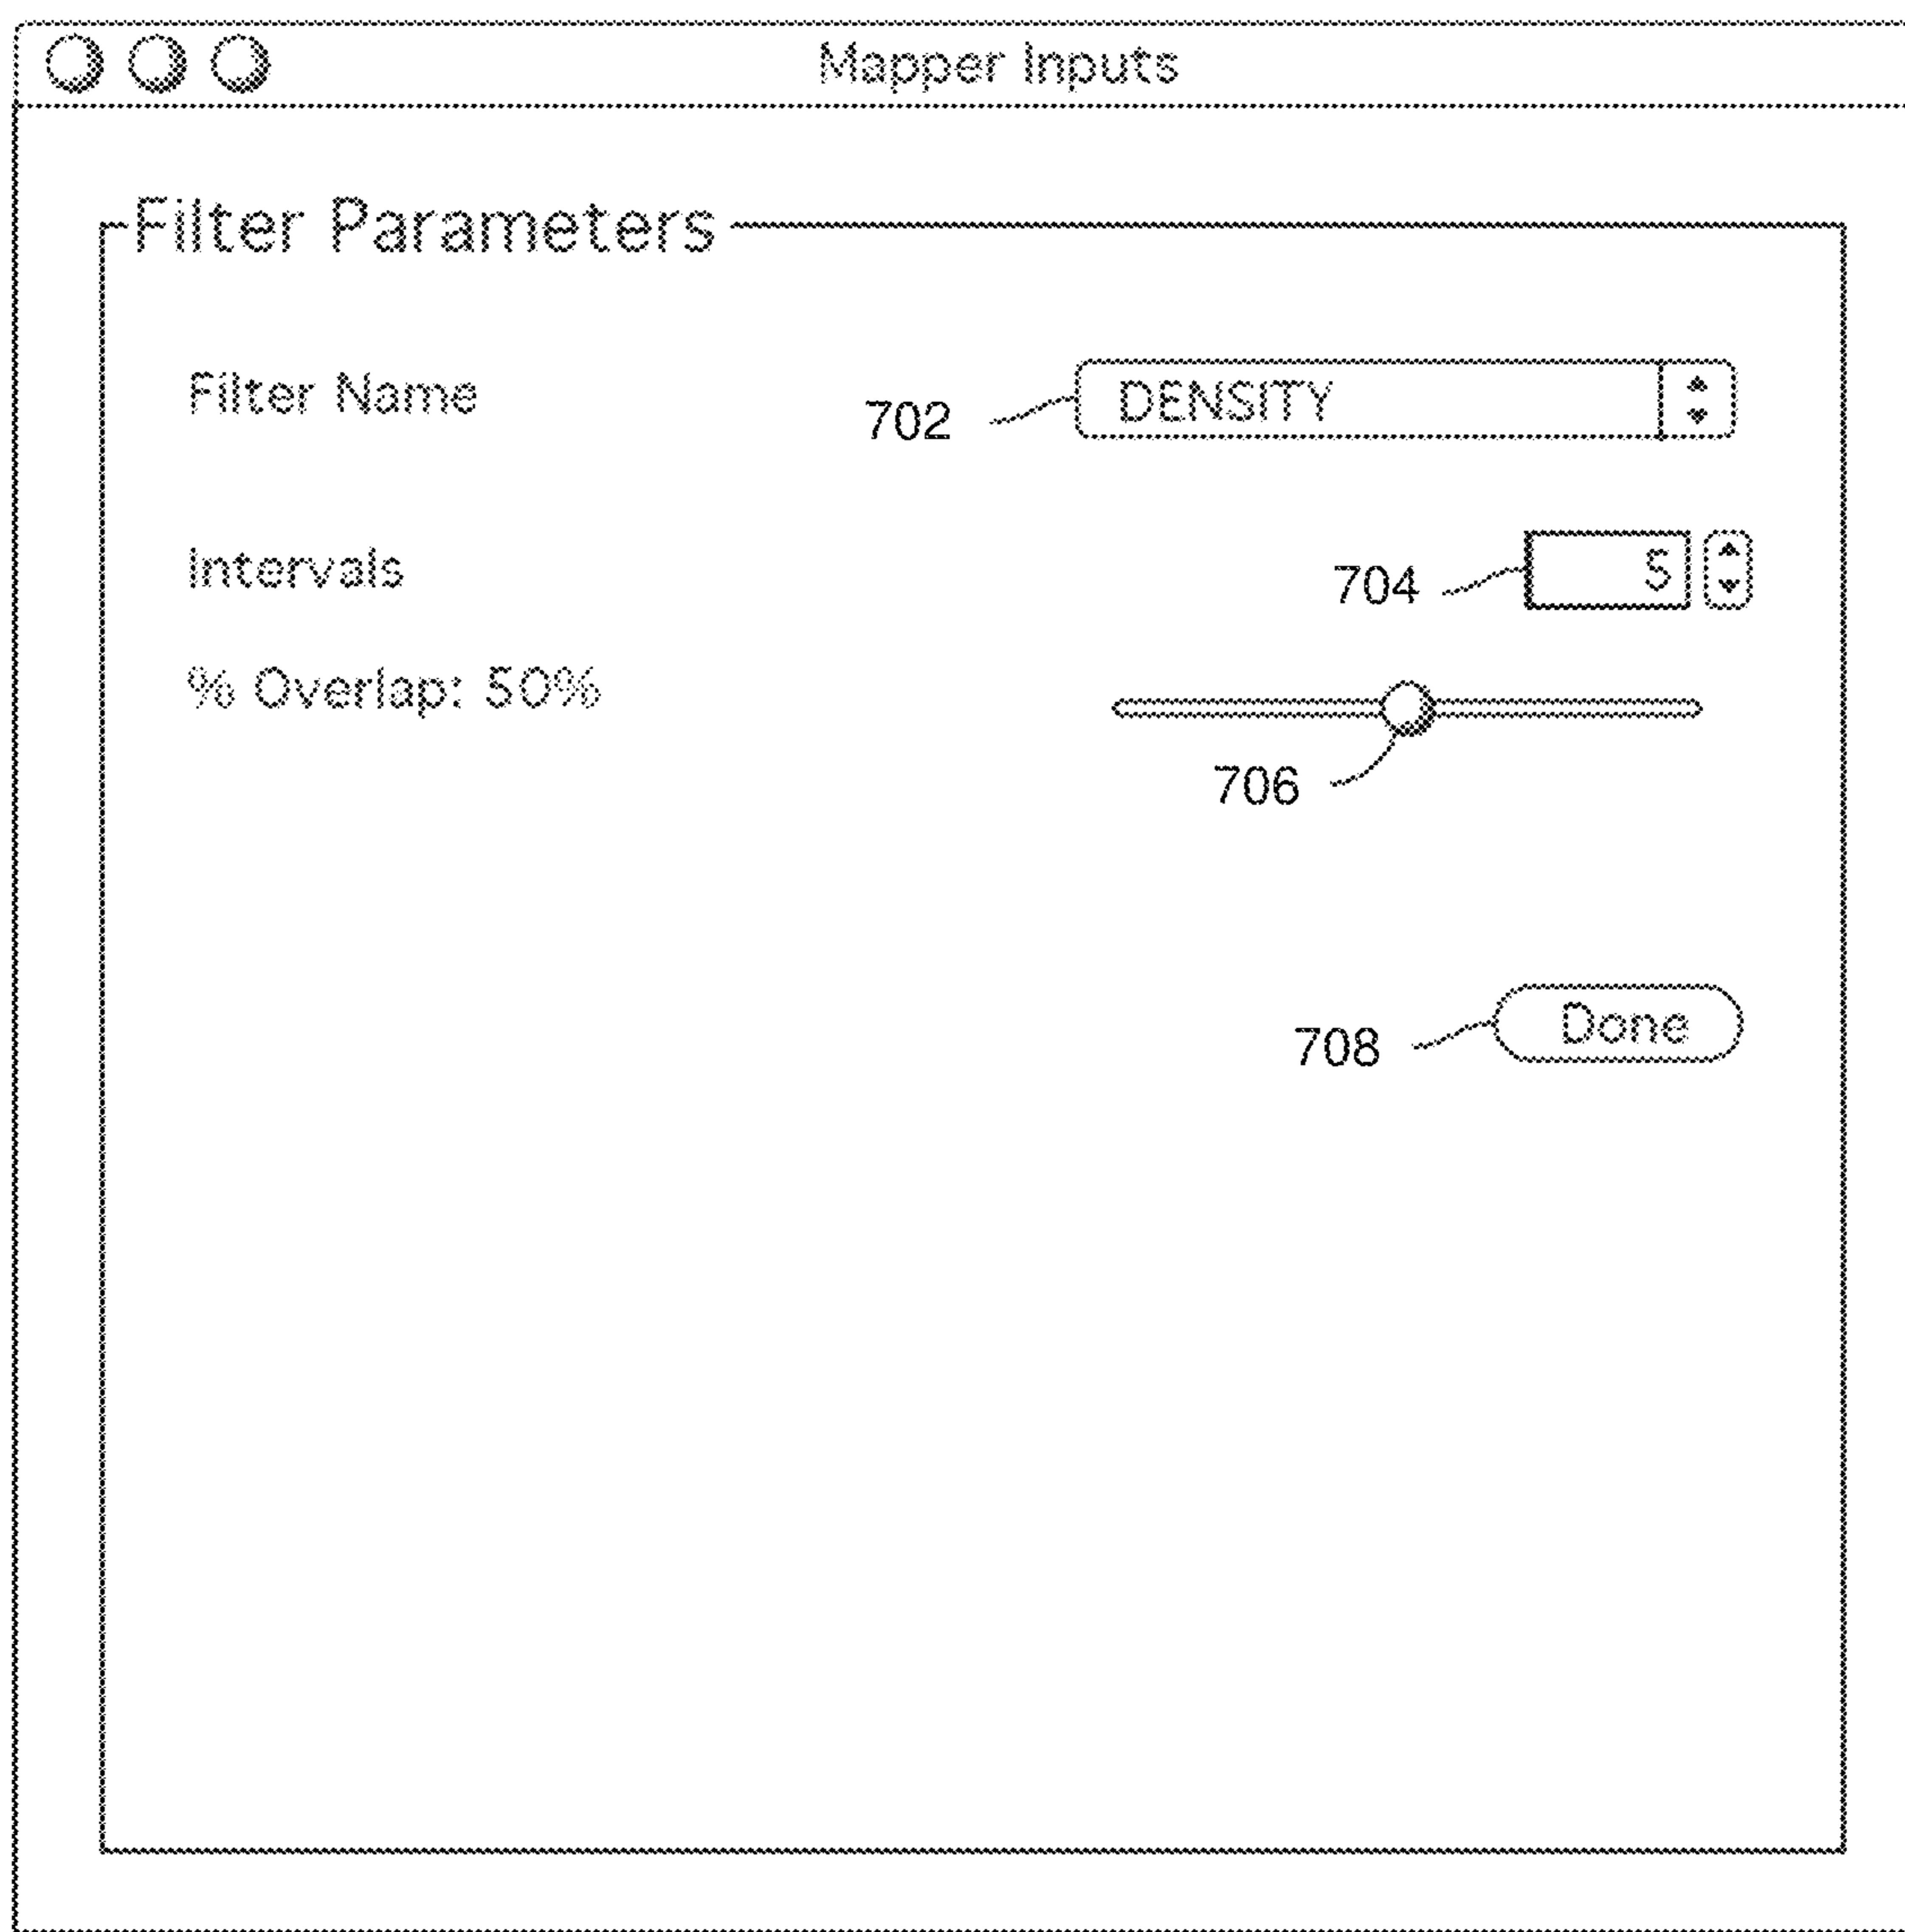 Mapper Inputs
Filter Parameters
Filter Name
702
DENSITY
Intervals
704
5
% Overlap: 50%
706
708
Done